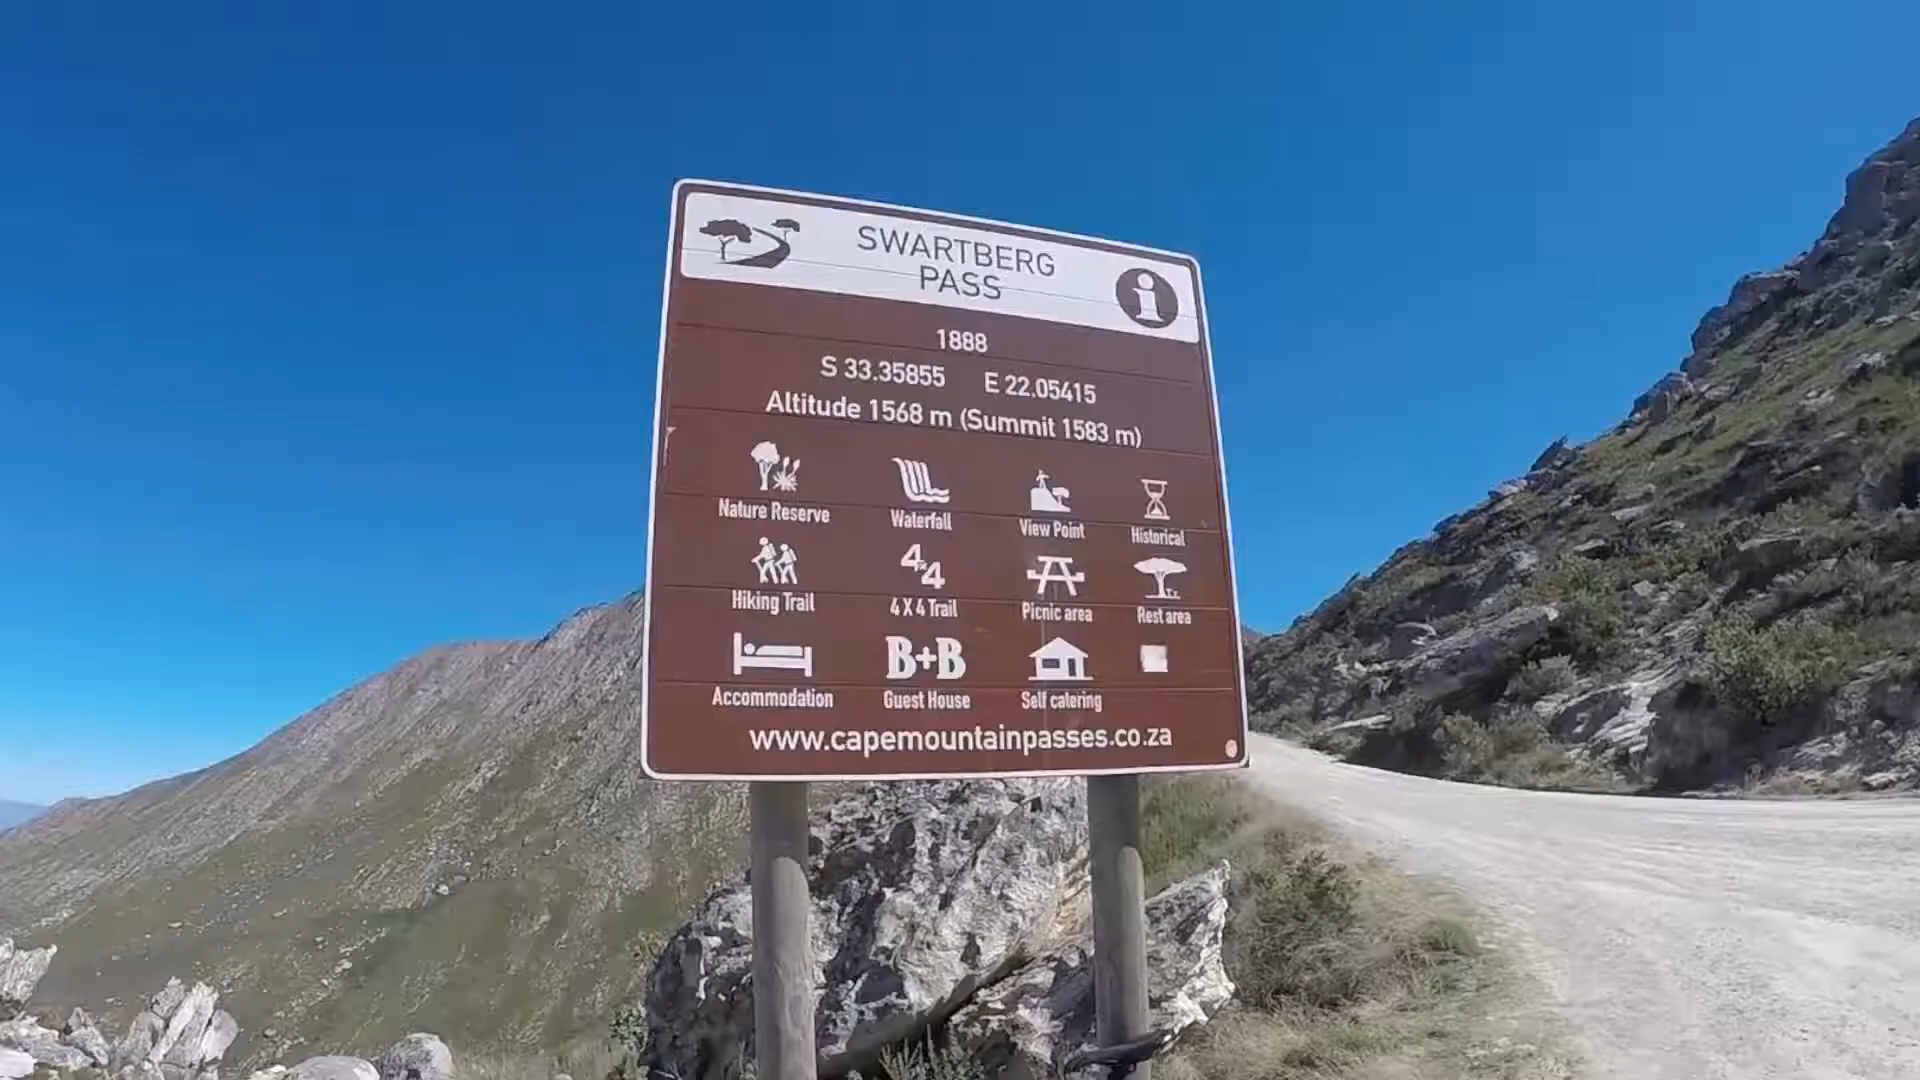 SWARTBERG
PASS
1888
S 33.35855 E 22.05415
Altitude 1568 m (Summit 1583 m)
Nature Reserve Waterfall View Point Historical
4x4
Hiking Trail 4 X 4 Trail Picnic area Rest area
B+B
Accommodation Guest House Self catering
www.capemountainpasses.co.za